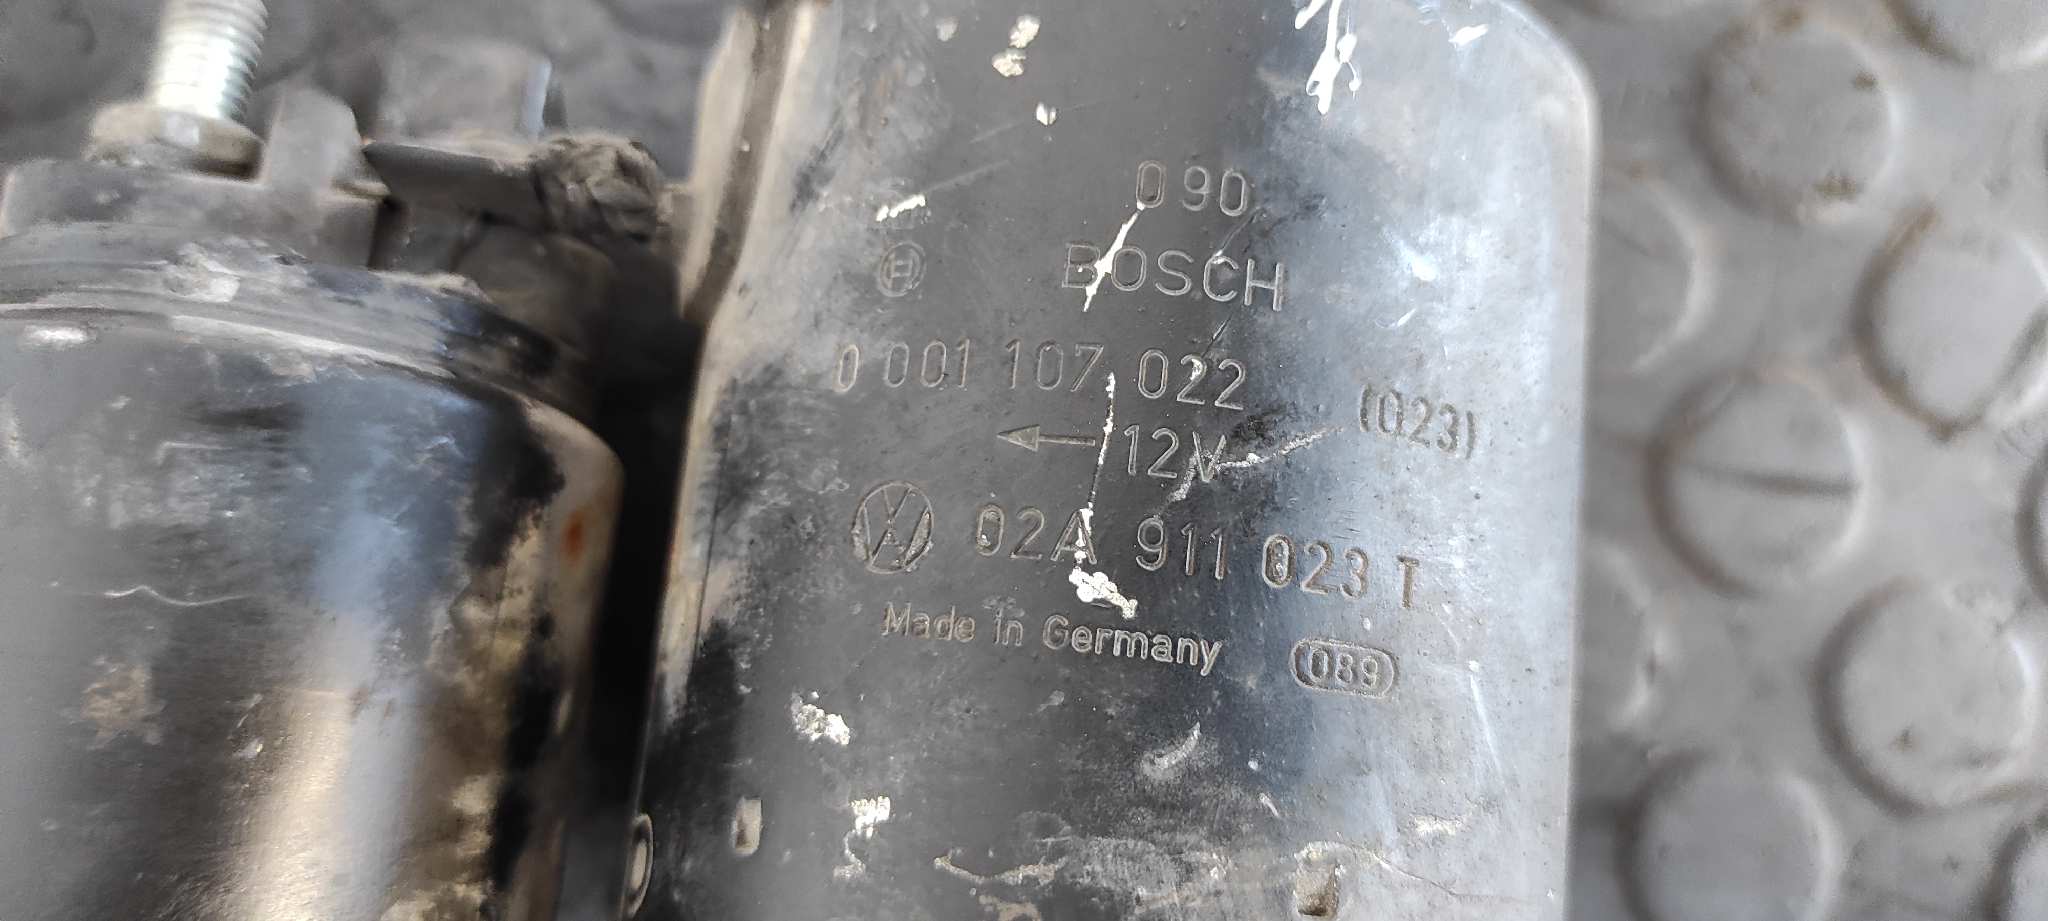 090
BOSCH
0 001 107 022 (023)
12V
02A 911 023 T
Made in Germany 089